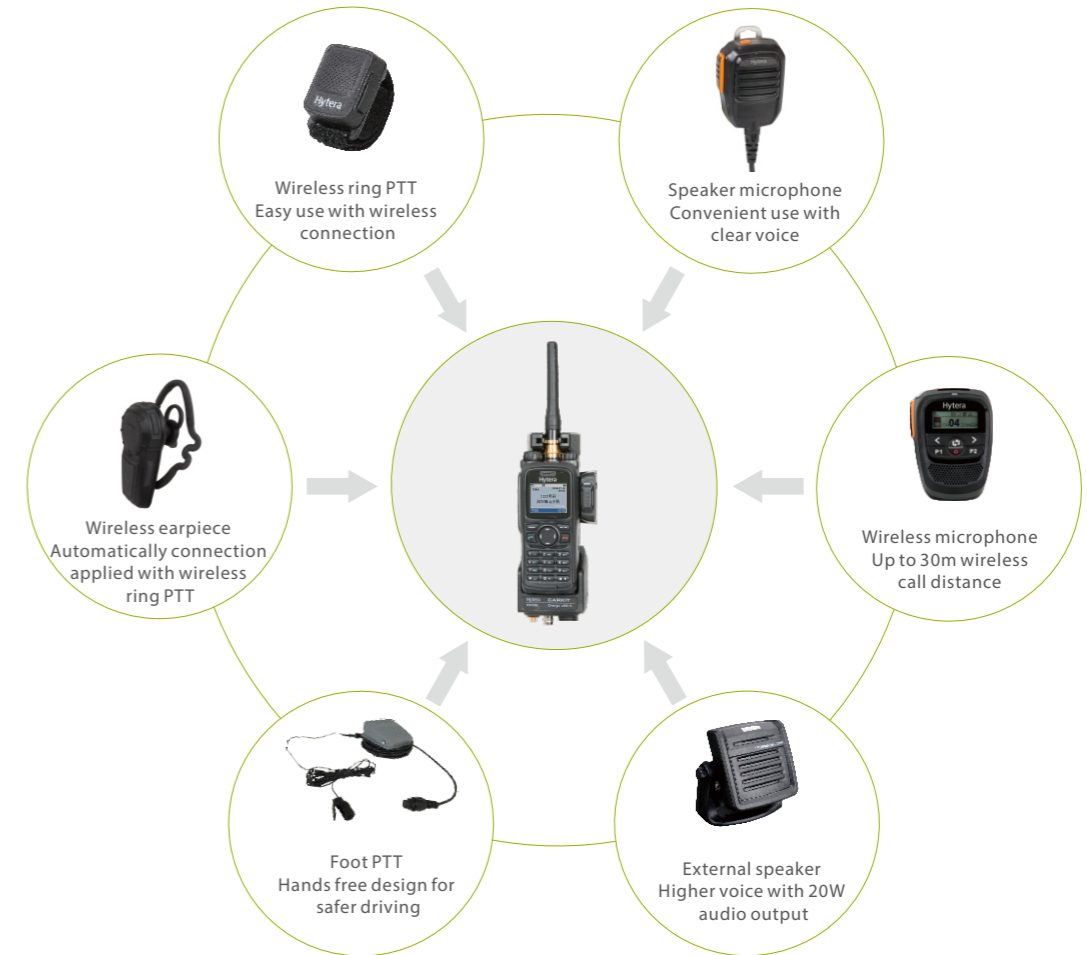 Hytera
Wireless ring PTT
Easy use with wireless
connection
Hytera
Speaker microphone
Convenient use with
clear voice
Wireless earpiece
Automatically connection
applied with wireless
ring PTT
Hytera
Hytera
CARKIT
Hytera
04
P1
P2
Wireless microphone
Up to 30m wireless
call distance
Foot PTT
Hands free design for
safer driving
External speaker
Higher voice with 20W
audio output